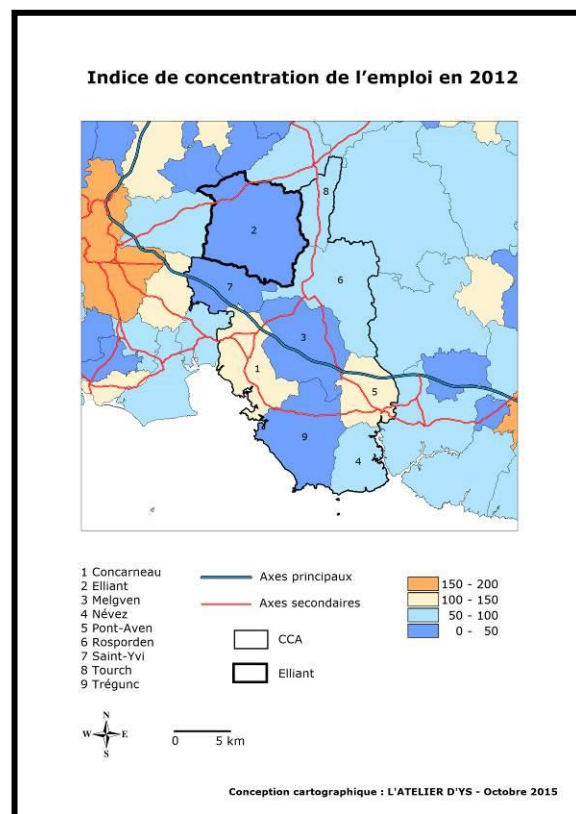 Indice de concentration de l'emploi en 2012
8
2
6
7
3
1
5
9
4
1 Concarneau
2 Elliant
3 Melgven
4 Névez
5 Pont-Aven
6 Rosporden
7 Saint-Yvi
8 Tourch
9 Trégunc
Axes principaux
Axes secondaires
CCA
Elliant
150 - 200
100 - 150
50 - 100
0 - 50
N
W E
S
0 5 km
Conception cartographique : L'ATELIER D'YS - Octobre 2015